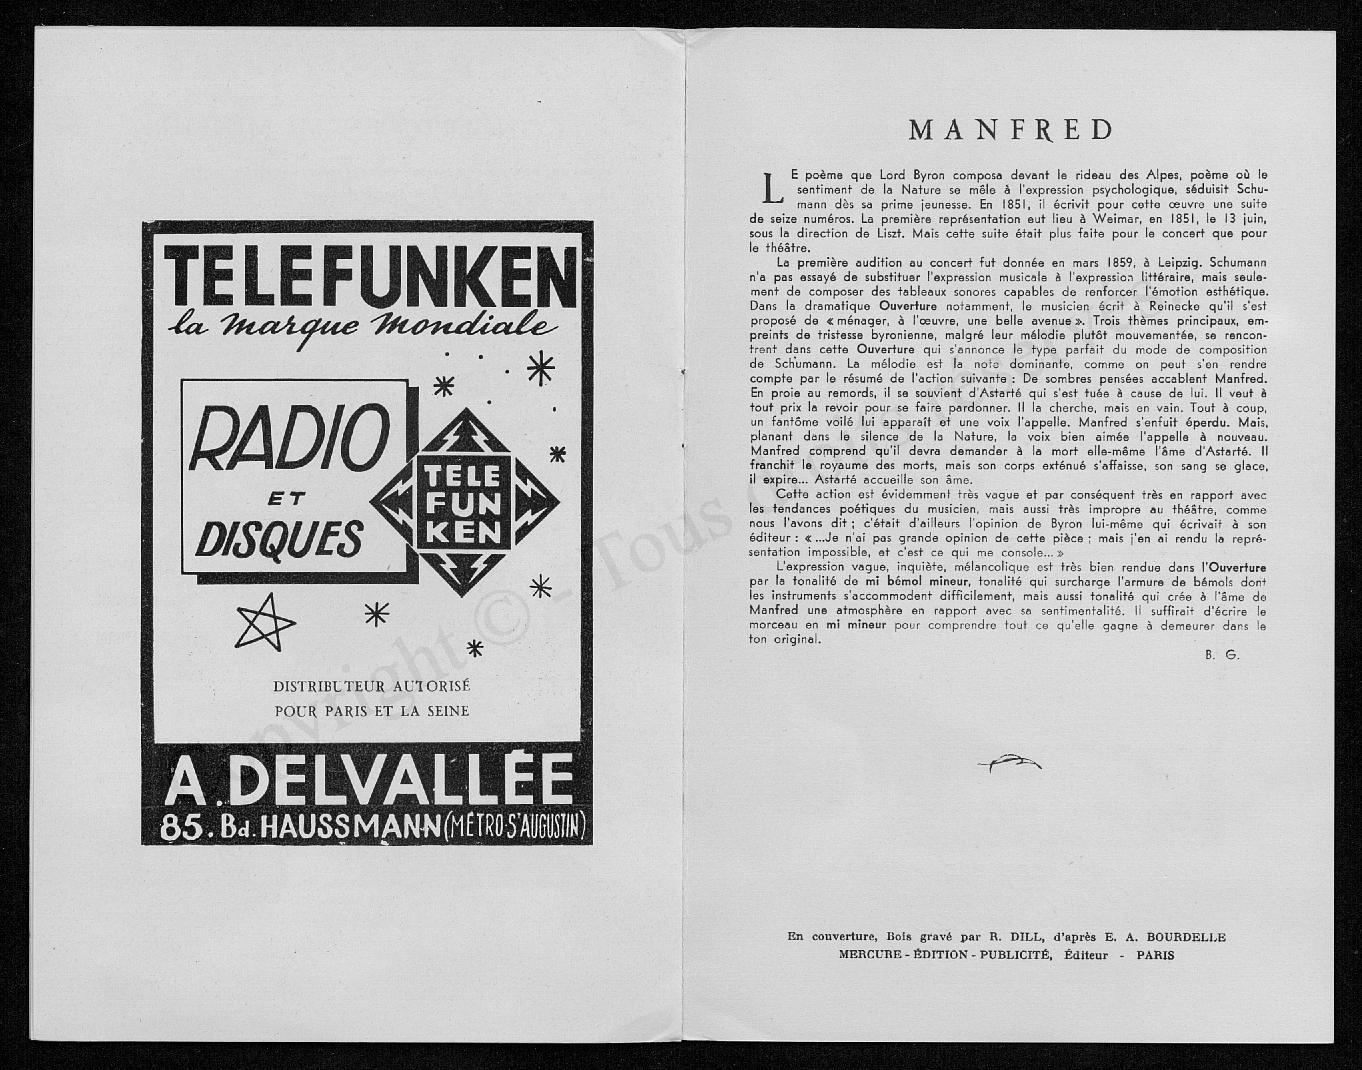 TELEFUNKEN
la marque mondiale
RADIO
ET
DISQUES
TELE
FUN
KEN
DISTRIBUTEUR AUTORISÉ
POUR PARIS ET LA SEINE
A. DELVALLÉE
85. Bd. HAUSSMANN (MÉTRO-ST AUGUSTIN)
MANFRED
LE poème que Lord Byron composa devant le rideau des Alpes, poème où le
sentiment de la Nature se mêle à l'expression psychologique, séduisit Schu-
mann dès sa prime jeunesse. En 1851, il écrivit pour cette œuvre une suite
de seize numéros. La première représentation eut lieu à Weimar, en 1851, le 13 juin,
sous la direction de Liszt. Mais cette suite était plus faite pour le concert que pour
le théâtre.
La première audition au concert fut donnée en mars 1859, à Leipzig. Schumann
n'a pas essayé de substituer l'expression musicale à l'expression littéraire, mais seule-
ment de composer des tableaux sonores capables de renforcer l'émotion esthétique.
Dans la dramatique Ouverture notamment, le musicien écrit à Reinecke qu'il s'est
proposé de « ménager, à l'œuvre, une belle avenue ». Trois thèmes principaux, em-
preints de tristesse byronienne, malgré leur mélodie plutôt mouvementée, se rencon-
trent dans cette Ouverture qui s'annonce le type parfait du mode de composition
de Schumann. La mélodie est la note dominante, comme on peut s'en rendre
compte par le résumé de l'action suivante : De sombres pensées accablent Manfred.
En proie au remords, il se souvient d'Astarté qui s'est tuée à cause de lui. Il veut à
tout prix la revoir pour se faire pardonner. Il la cherche, mais en vain. Tout à coup,
un fantôme voilé lui apparaît et une voix l'appelle. Manfred s'enfuit éperdu. Mais,
planant dans le silence de la Nature, la voix bien aimée l'appelle à nouveau.
Manfred comprend qu'il devra demander à la mort elle-même l'âme d'Astarté. Il
franchit le royaume des morts, mais son corps exténué s'affaisse, son sang se glace,
il expire... Astarté accueille son âme.
Cette action est évidemment très vague et par conséquent très en rapport avec
les tendances poétiques du musicien, mais aussi très impropre au théâtre, comme
nous l'avons dit ; c'était d'ailleurs l'opinion de Byron lui-même qui écrivait à son
éditeur : « ...Je n'ai pas grande opinion de cette pièce ; mais j'en ai rendu la repré-
sentation impossible, et c'est ce qui me console... »
L'expression vague, inquiète, mélancolique est très bien rendue dans l'Ouverture
par la tonalité de mi bémol mineur, tonalité qui surcharge l'armure de bémols dont
les instruments s'accommodent difficilement, mais aussi tonalité qui crée à l'âme de
Manfred une atmosphère en rapport avec sa sentimentalité. Il suffirait d'écrire le
morceau en mi mineur pour comprendre tout ce qu'elle gagne à demeurer dans le
ton original.
B. G.
En couverture, Bois gravé par R. DILL, d'après E. A. BOURDELLE
MERCURE - ÉDITION - PUBLICITÉ, Éditeur - PARIS
Copyright © - Tous